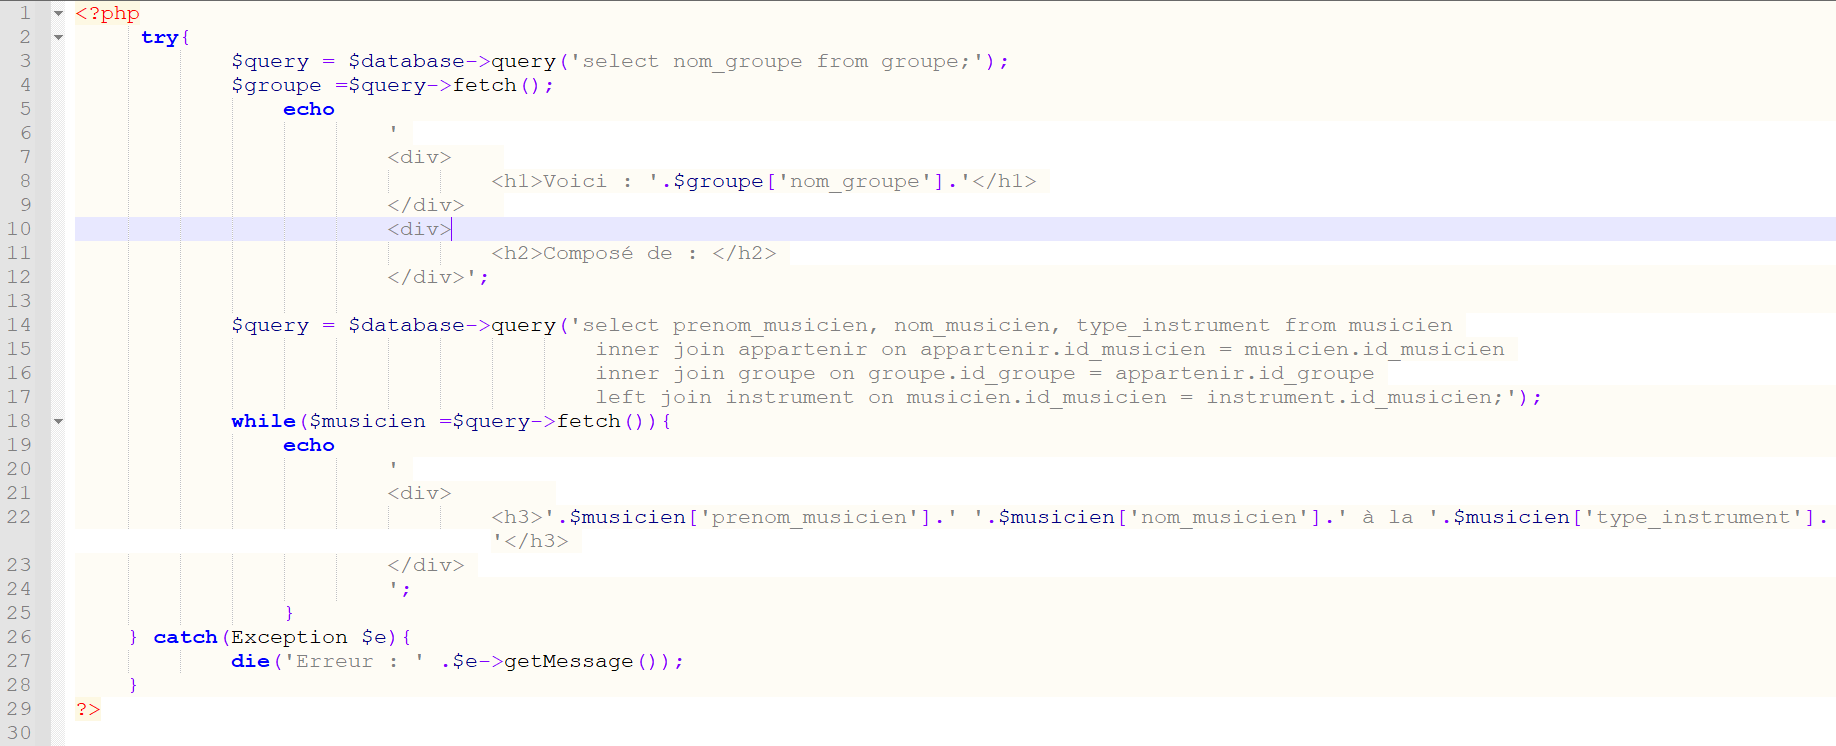 1 <?php
2 try{
3 $query = $database->query('select nom_groupe from groupe;');
4 $groupe =$query->fetch();
5 echo
6 '
7 <div>
8 <h1>Voici : '.$groupe['nom_groupe'].'</h1>
9 </div>
10 <div>
11 <h2>Composé de : </h2>
12 </div>';
13
14 $query = $database->query('select prenom_musicien, nom_musicien, type_instrument from musicien
15 inner join appartenir on appartenir.id_musicien = musicien.id_musicien
16 inner join groupe on groupe.id_groupe = appartenir.id_groupe
17 left join instrument on musicien.id_musicien = instrument.id_musicien;');
18 while($musicien =$query->fetch()){
19 echo
20 '
21 <div>
22 <h3>'.$musicien['prenom_musicien'].' '.$musicien['nom_musicien'].' à la '.$musicien['type_instrument'].
'</h3>
23 </div>
24 ';
25 }
26 } catch(Exception $e){
27 die('Erreur : ' .$e->getMessage());
28 }
29 ?>
30